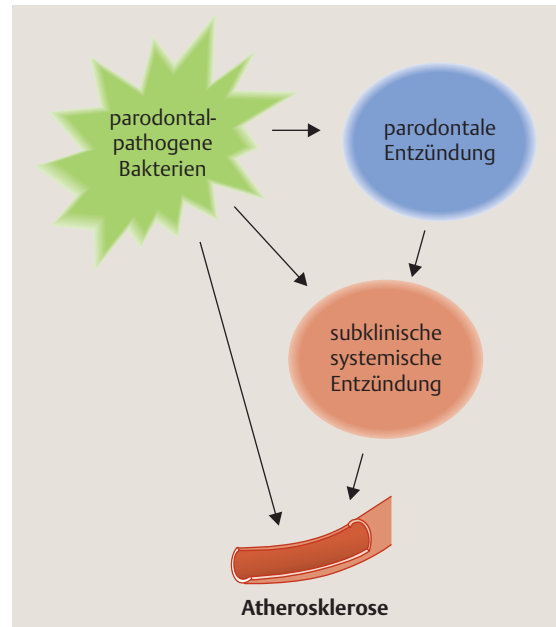 parodontal-
pathogene
Bakterien
parodontale
Entzündung
subklinische
systemische
Entzündung
Atherosklerose